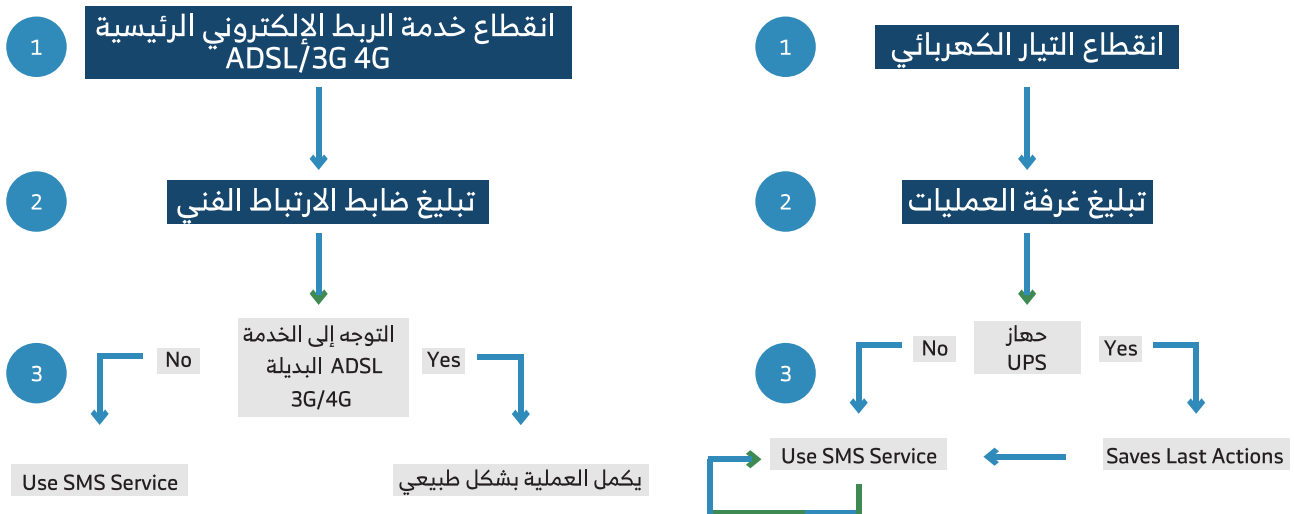 1
انقطاع خدمة الربط الإلكتروني الرئيسية
ADSL/3G 4G
2
تبليغ ضابط الارتباط الفني
3
التوجه إلى الخدمة
البديلة ADSL
3G/4G
No
Yes
Use SMS Service
يكمل العملية بشكل طبيعي
1
انقطاع التيار الكهربائي
2
تبليغ غرفة العمليات
3
حهاز
UPS
No
Yes
Use SMS Service
Saves Last Actions